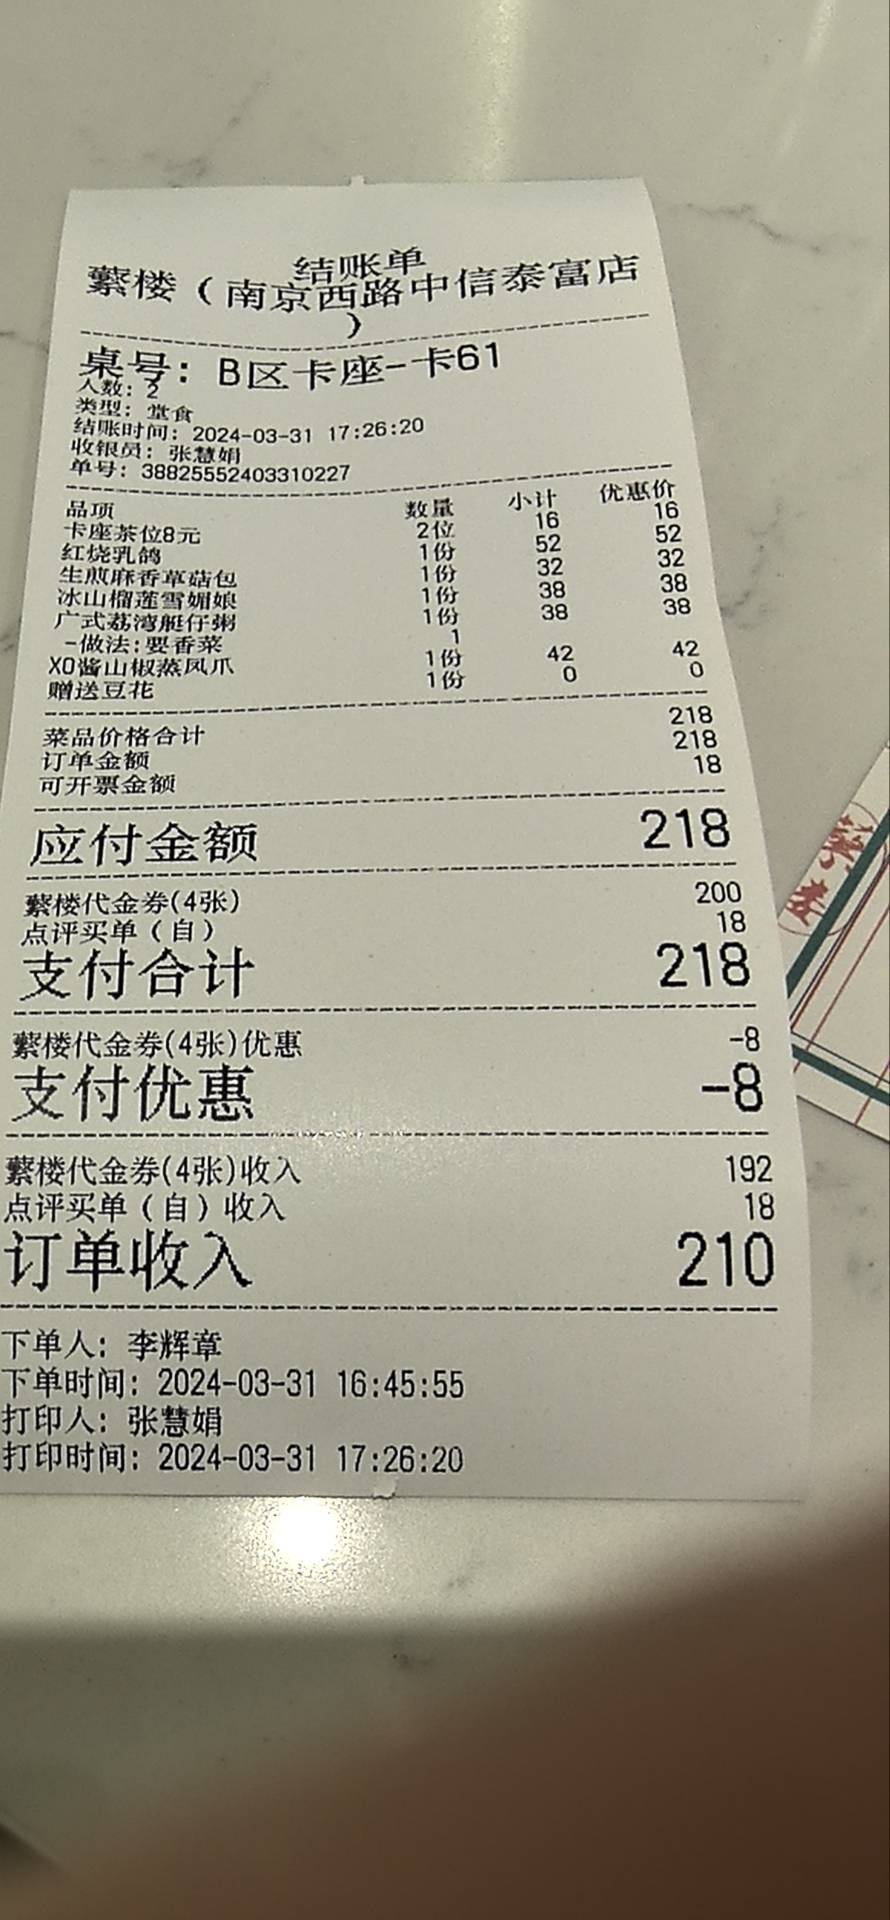 结账单
蘩楼（南京西路中信泰富店
）
桌号: B区卡座-卡61
人数: 2
类型: 堂食
结账时间: 2024-03-31 17:26:20
收银员: 张慧娟
单号: 38825552403310227
品项 数量 小计 优惠价
卡座茶位8元 2位 16 16
红烧乳鸽 1份 52 52
生煎麻香草菇包 1份 32 32
冰山榴莲雪媚娘 1份 38 38
广式荔湾艇仔粥 1份 38 38
-做法:要香菜 1
XO酱山椒蒸凤爪 1份 42 42
赠送豆花 1份 0 0
菜品价格合计 218
订单金额 218
可开票金额 18
应付金额 218
蘩楼代金券(4张) 200
点评买单（自） 18
支付合计 218
蘩楼代金券(4张)优惠 -8
支付优惠 -8
蘩楼代金券(4张)收入 192
点评买单（自）收入 18
订单收入 210
下单人: 李辉章
下单时间: 2024-03-31 16:45:55
打印人: 张慧娟
打印时间: 2024-03-31 17:26:20